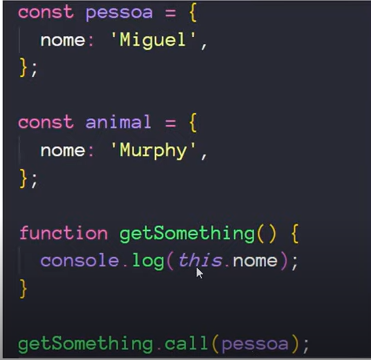 const pessoa = {
  nome: 'Miguel',
};
const animal = {
  nome: 'Murphy',
};
function getSomething() {
  console.log(this.nome);
}
getSomething.call(pessoa);